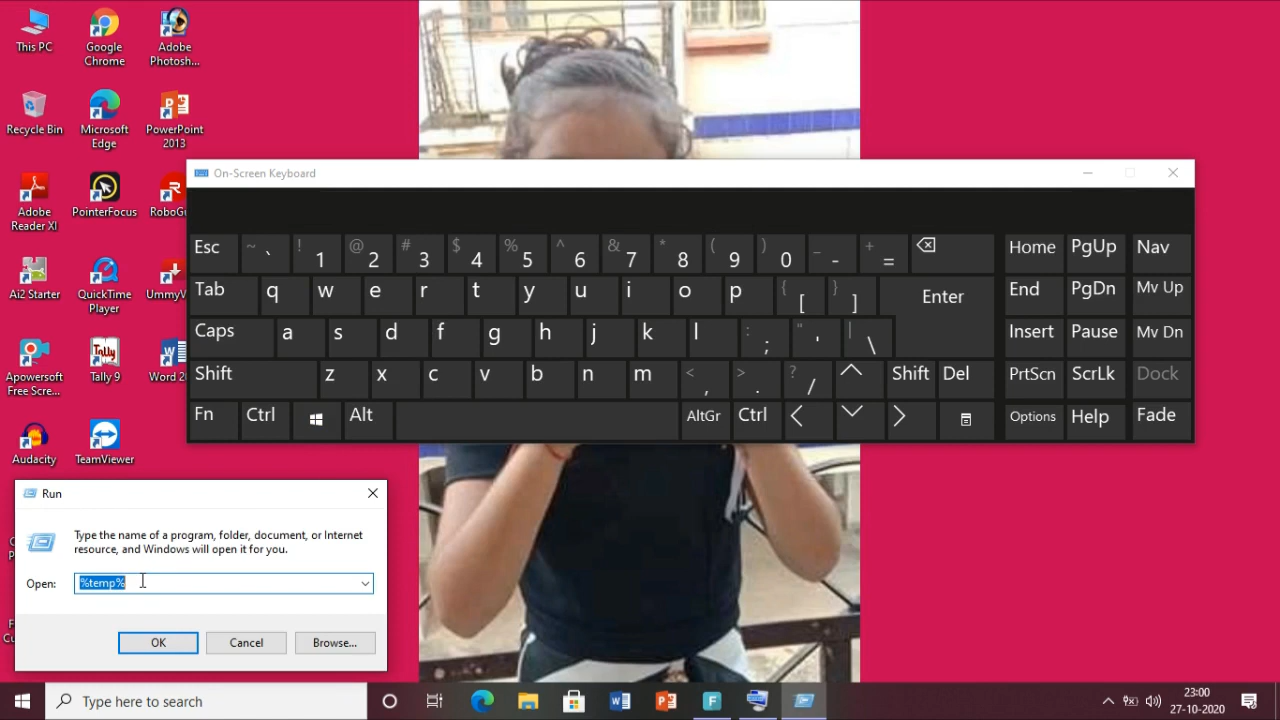 This PC
Google
Chrome
Adobe
Photosh...
Recycle Bin
Microsoft
Edge
PowerPoint
2013
Adobe
Reader XI
PointerFocus
Ai2 Starter
QuickTime
Player
Apowersoft
Free Scre...
Tally 9
Audacity
TeamViewer
On-Screen Keyboard
Esc ~ ` ! 1 @ 2 # 3 $ 4 % 5 ^ 6 & 7 * 8 ( 9 ) 0 _ - + = Home PgUp Nav
Tab q w e r t y u i o p { [ } ] Enter End PgDn Mv Up
Caps a s d f g h j k l : ; " ' | \ Insert Pause Mv Dn
Shift z x c v b n m < , > . ? / Shift Del PrtScn ScrLk Dock
Fn Ctrl Alt AltGr Ctrl Options Help Fade
Run
Type the name of a program, folder, document, or Internet
resource, and Windows will open it for you.
Open: %temp%
OK Cancel Browse...
Type here to search
23:00
27-10-2020